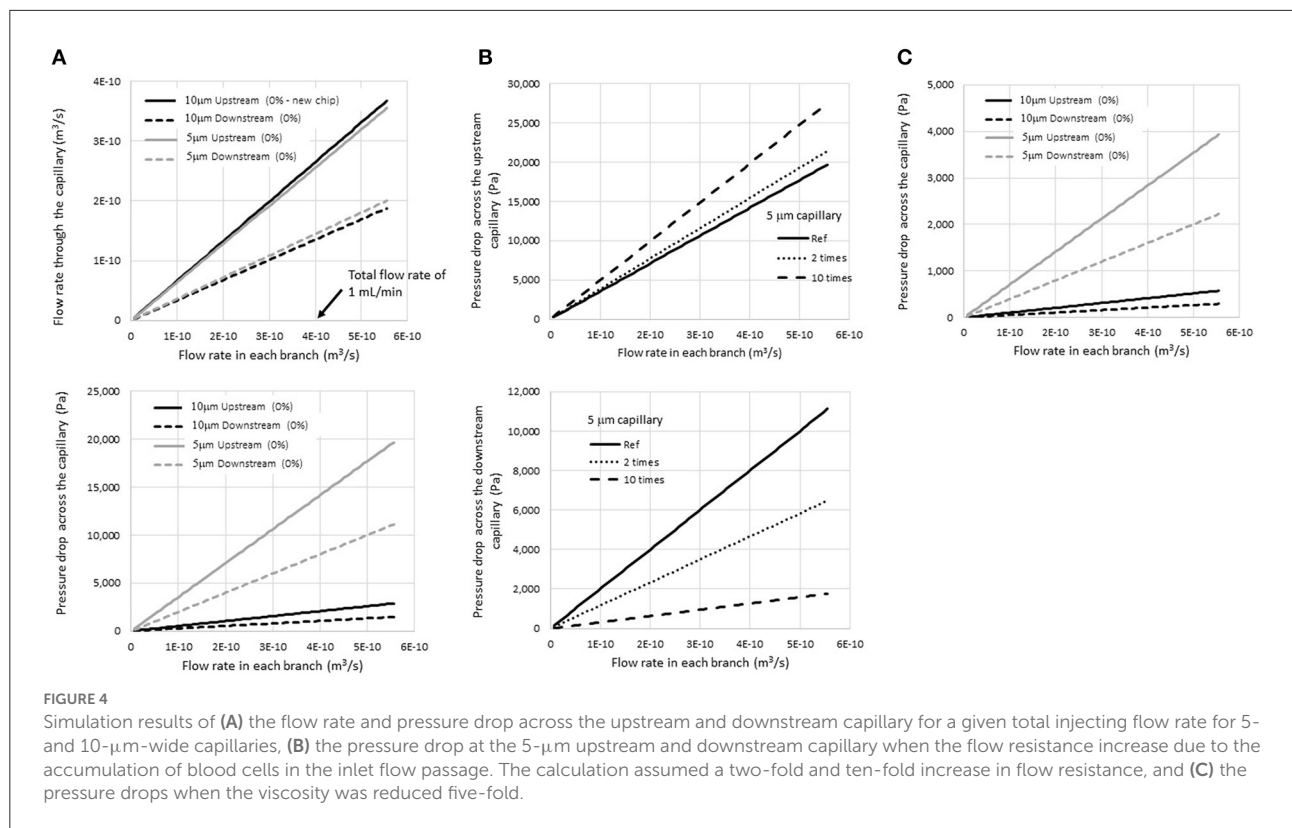 A
4E-10
3E-10
2E-10
1E-10
0
Flow rate through the capillary (m³/s)
10μm Upstream (0% - new chip)
10μm Downstream (0%)
5μm Upstream (0%)
5μm Downstream (0%)
Total flow rate of
1 mL/min
0 1E-10 2E-10 3E-10 4E-10 5E-10 6E-10
Flow rate in each branch (m³/s)
25,000
20,000
15,000
10,000
5,000
0
Pressure drop across the capillary (Pa)
10μm Upstream (0%)
10μm Downstream (0%)
5μm Upstream (0%)
5μm Downstream (0%)
0 1E-10 2E-10 3E-10 4E-10 5E-10 6E-10
Flow rate in each branch (m³/s)
B
30,000
25,000
20,000
15,000
10,000
5,000
0
Pressure drop across the upstream
capillary (Pa)
5 μm capillary
Ref
2 times
10 times
0 1E-10 2E-10 3E-10 4E-10 5E-10 6E-10
Flow rate in each branch (m³/s)
12,000
10,000
8,000
6,000
4,000
2,000
0
Pressure drop across the downstream
capillary (Pa)
5 μm capillary
Ref
2 times
10 times
0 1E-10 2E-10 3E-10 4E-10 5E-10 6E-10
Flow rate in each branch (m³/s)
C
5,000
4,000
3,000
2,000
1,000
0
Pressure drop across the capillary (Pa)
10μm Upstream (0%)
10μm Downstream (0%)
5μm Upstream (0%)
5μm Downstream (0%)
0 1E-10 2E-10 3E-10 4E-10 5E-10 6E-10
Flow rate in each branch (m³/s)
FIGURE 4
Simulation results of (A) the flow rate and pressure drop across the upstream and downstream capillary for a given total injecting flow rate for 5-
and 10-μm-wide capillaries, (B) the pressure drop at the 5-μm upstream and downstream capillary when the flow resistance increase due to the
accumulation of blood cells in the inlet flow passage. The calculation assumed a two-fold and ten-fold increase in flow resistance, and (C) the
pressure drops when the viscosity was reduced five-fold.